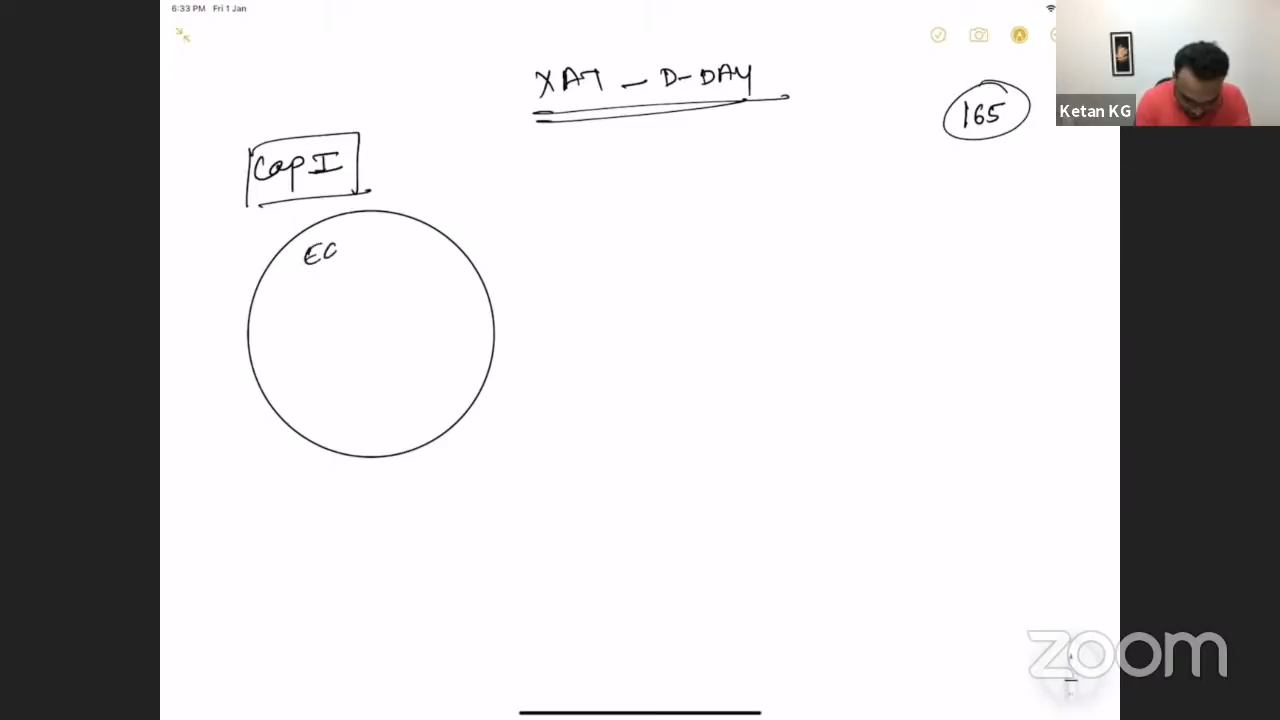 6:33 PM Fri 1 Jan
XAT - D-DAY
165
Ketan KG
Cap I
EC
zoom